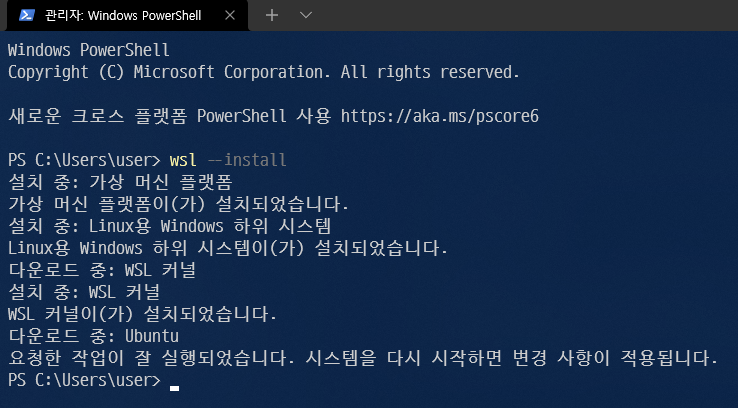 관리자: Windows PowerShell
Windows PowerShell
Copyright (C) Microsoft Corporation. All rights reserved.
새로운 크로스 플랫폼 PowerShell 사용 https://aka.ms/pscore6
PS C:\Users\user> wsl --install
설치 중: 가상 머신 플랫폼
가상 머신 플랫폼이(가) 설치되었습니다.
설치 중: Linux용 Windows 하위 시스템
Linux용 Windows 하위 시스템이(가) 설치되었습니다.
다운로드 중: WSL 커널
설치 중: WSL 커널
WSL 커널이(가) 설치되었습니다.
다운로드 중: Ubuntu
요청한 작업이 잘 실행되었습니다. 시스템을 다시 시작하면 변경 사항이 적용됩니다.
PS C:\Users\user>